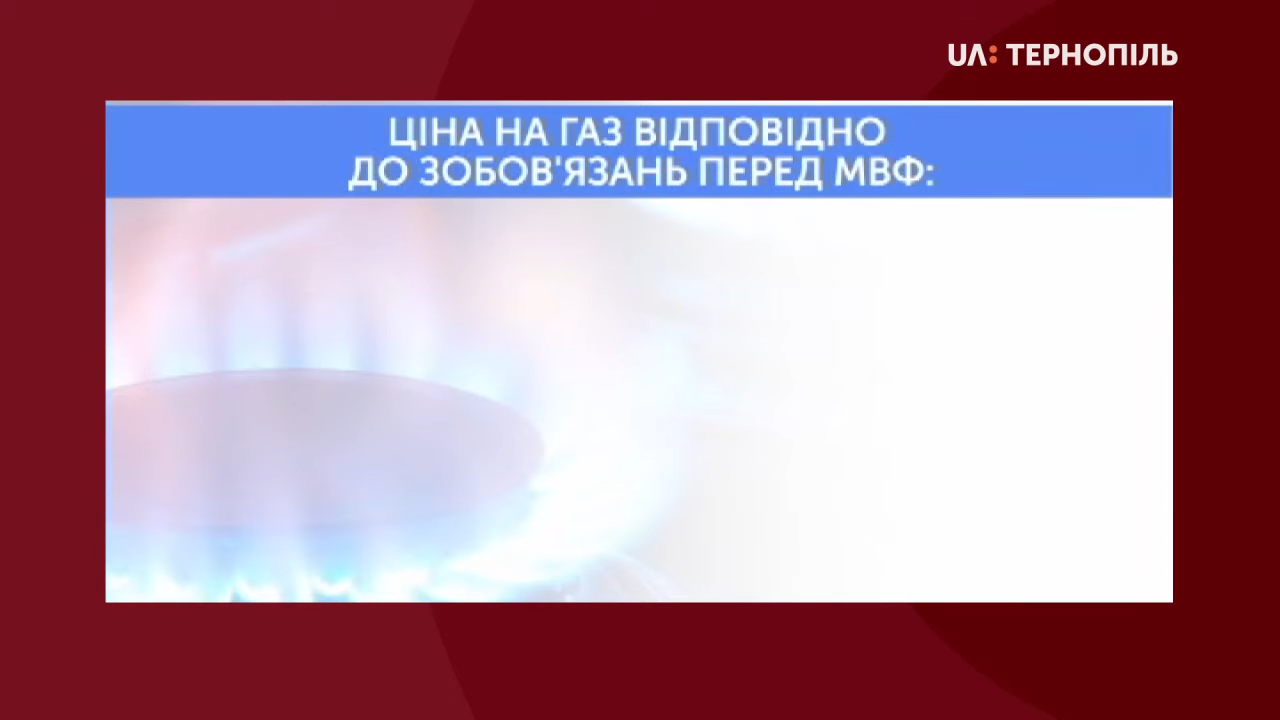 UA: ТЕРНОПІЛЬ
ЦІНА НА ГАЗ ВІДПОВІДНО
ДО ЗОБОВ'ЯЗАНЬ ПЕРЕД МВФ: